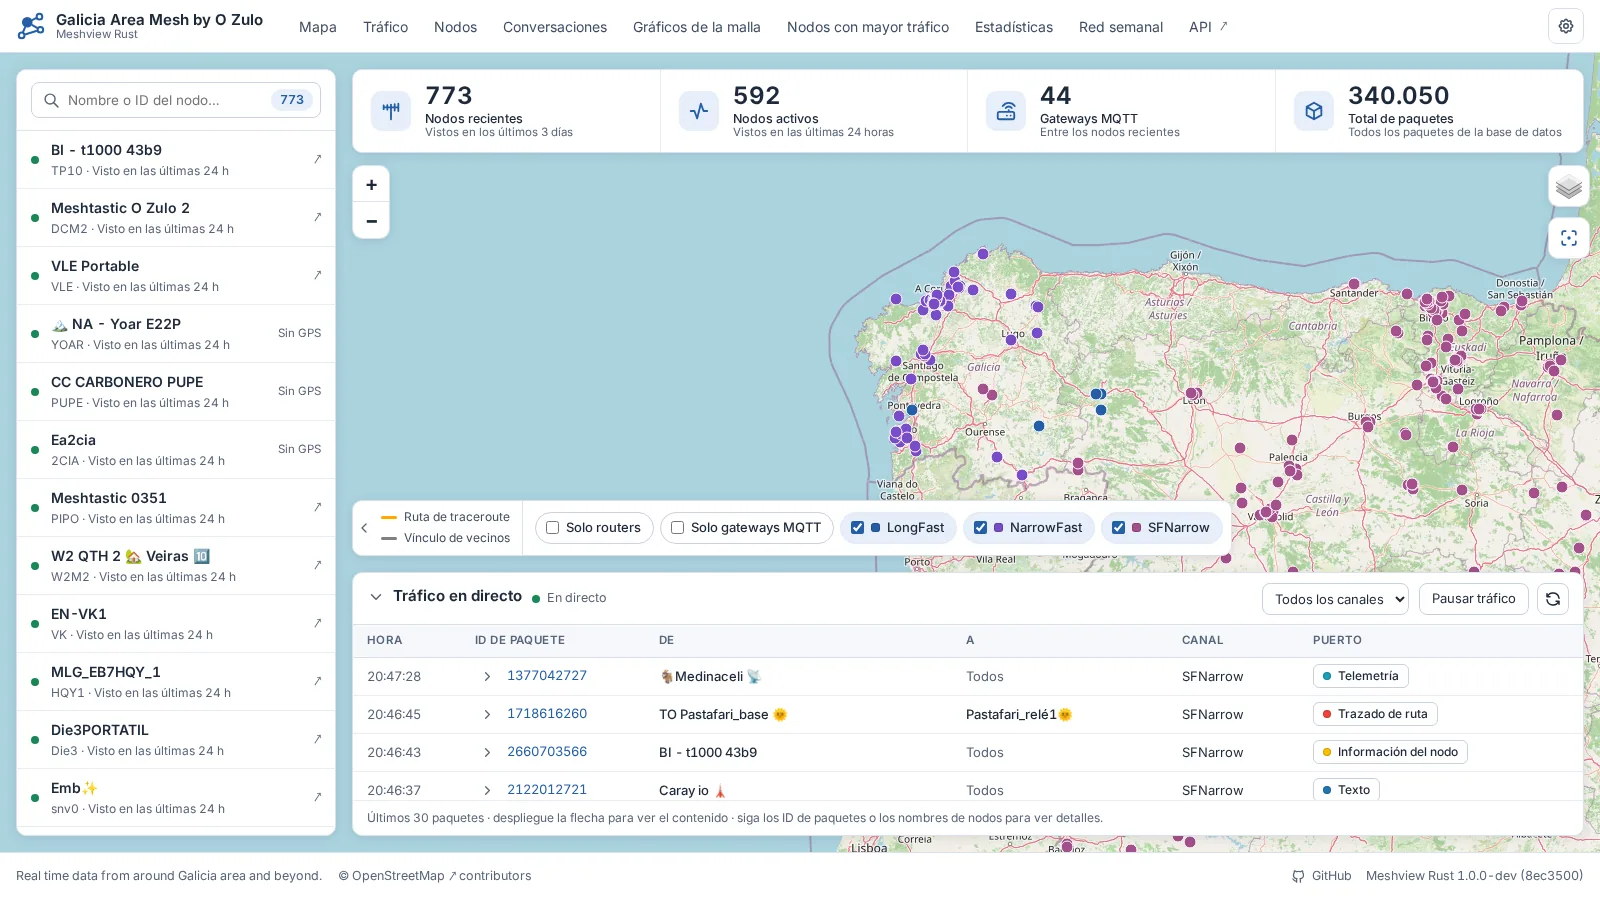 Galicia Area Mesh by O Zulo
Meshview Rust
Mapa
Tráfico
Nodos
Conversaciones
Gráficos de la malla
Nodos con mayor tráfico
Estadísticas
Red semanal
API ↗
Nombre o ID del nodo...
773
BI - t1000 43b9
TP10 · Visto en las últimas 24 h
Meshtastic O Zulo 2
DCM2 · Visto en las últimas 24 h
VLE Portable
VLE · Visto en las últimas 24 h
🏔️ NA - Yoar E22P
YOAR · Visto en las últimas 24 h
Sin GPS
CC CARBONERO PUPE
PUPE · Visto en las últimas 24 h
Sin GPS
Ea2cia
2CIA · Visto en las últimas 24 h
Sin GPS
Meshtastic 0351
PIPO · Visto en las últimas 24 h
W2 QTH 2 🏡 Veiras 🔟
W2M2 · Visto en las últimas 24 h
EN-VK1
VK · Visto en las últimas 24 h
MLG_EB7HQY_1
HQY1 · Visto en las últimas 24 h
Die3PORTATIL
Die3 · Visto en las últimas 24 h
Emb✨
snv0 · Visto en las últimas 24 h
773
Nodos recientes
Vistos en los últimos 3 días
592
Nodos activos
Vistos en las últimas 24 horas
44
Gateways MQTT
Entre los nodos recientes
340.050
Total de paquetes
Todos los paquetes de la base de datos
+
−
Gijón /
Xixón
Santander
Donostia /
San Sebastián
Asturias /
Asturies
Cantabria
Pamplona /
Lugo
Santiago
de Compostela
Galicia
Vitoria-
Gasteiz
Navarra /
Nafarroa
Logroño
León
Burgos
La Rioja
Pontevedra
Ourense
Palencia
Viana do
Castelo
Bragança
Castilla y
León
Soria
Porto
Vila Real
Lisboa
Ruta de traceroute
Vínculo de vecinos
Solo routers
Solo gateways MQTT
LongFast
NarrowFast
SFNarrow
Tráfico en directo
En directo
Todos los canales
Pausar tráfico
HORA
ID DE PAQUETE
DE
A
CANAL
PUERTO
20:47:28
1377042727
🐐Medinaceli 📡
Todos
SFNarrow
Telemetría
20:46:45
1718616260
TO Pastafari_base 🌞
Pastafari_relé1🌞
SFNarrow
Trazado de ruta
20:46:43
2660703566
BI - t1000 43b9
Todos
SFNarrow
Información del nodo
20:46:37
2122012721
Caray io 🗼
Todos
SFNarrow
Texto
Últimos 30 paquetes · despliegue la flecha para ver el contenido · siga los ID de paquetes o los nombres de nodos para ver detalles.
Real time data from around Galicia area and beyond.
© OpenStreetMap ↗ contributors
GitHub
Meshview Rust 1.0.0-dev (8ec3500)